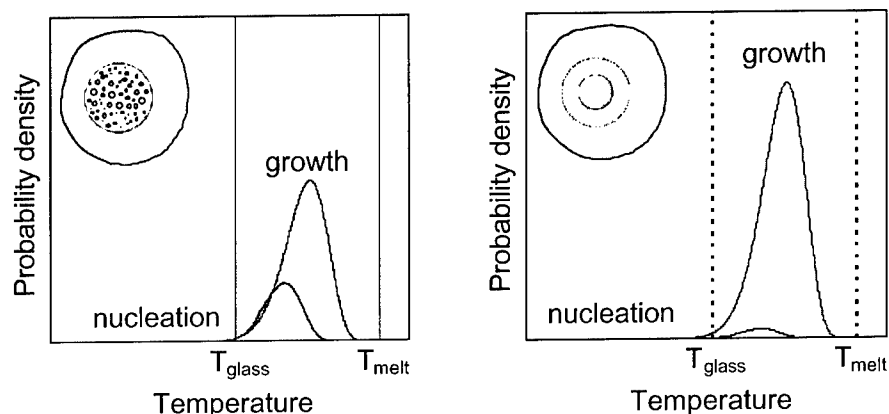 Probability density
growth
nucleation
T_glass
T_melt
Temperature
Probability density
growth
nucleation
T_glass
T_melt
Temperature